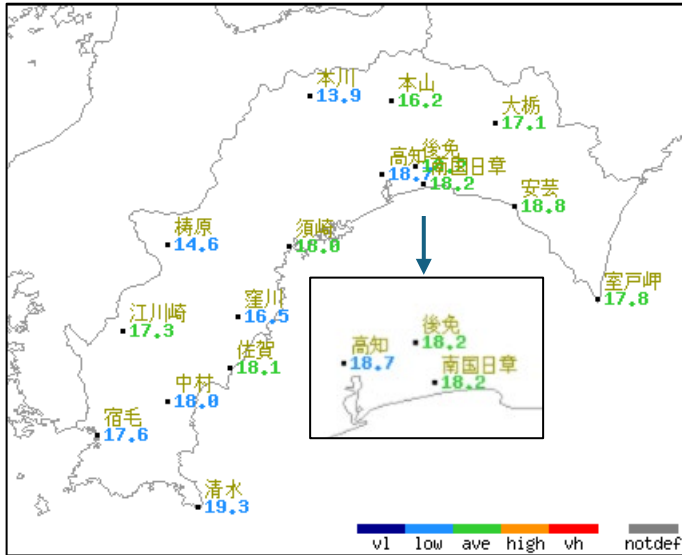 本川
13.9
本山
16.2
大栃
17.1
高知
18.7
後免
18.2
南国日章
18.2
安芸
18.8
梼原
14.6
須崎
18.0
室戸岬
17.8
江川崎
17.3
窪川
16.5
佐賀
18.1
中村
18.0
宿毛
17.6
清水
19.3
後免
18.2
高知
18.7
南国日章
18.2
vl low ave high vh notdef